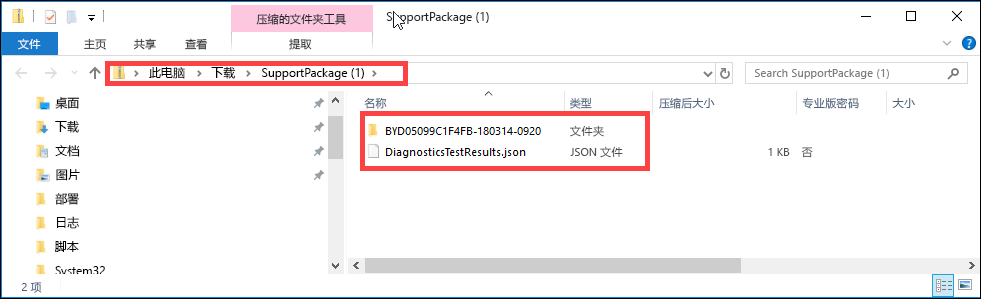 压缩的文件夹工具 SupportPackage (1)
文件 主页 共享 查看 提取
此电脑 下载 SupportPackage (1) Search SupportPackage (1)
名称 类型 压缩后大小 专业版密码 大小
桌面
下载
文档
图片
部署
日志
脚本
System32
BYD05099C1F4FB-180314-0920 文件夹
DiagnosticsTestResults.json JSON 文件 1 KB 否
2 项